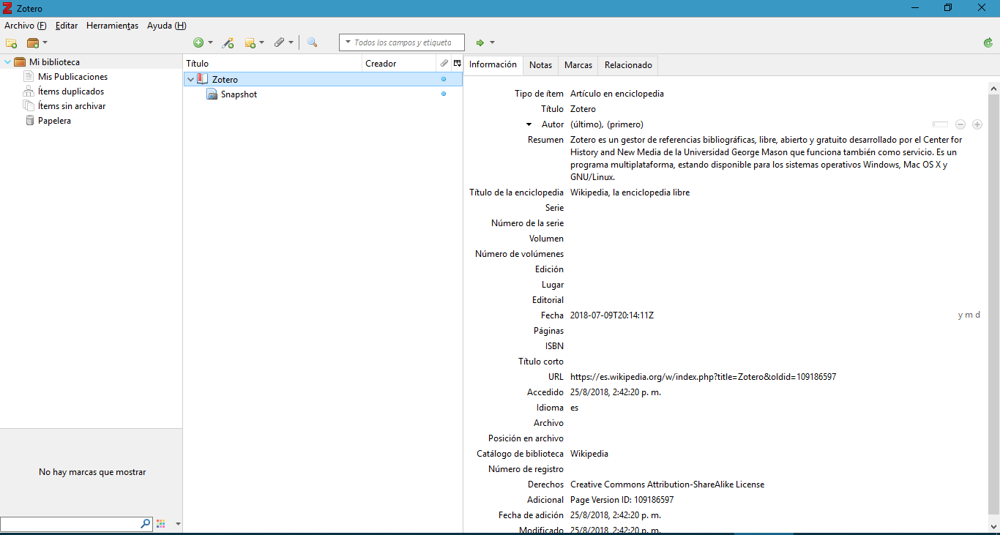 Zotero
Archivo (F) Editar Herramientas Ayuda (H)
Todos los campos y etiqueta
Mi biblioteca
Mis Publicaciones
Ítems duplicados
Ítems sin archivar
Papelera
No hay marcas que mostrar
Título Creador
Zotero
Snapshot
Información Notas Marcas Relacionado
Tipo de ítem Artículo en enciclopedia
Título Zotero
Autor (último), (primero)
Resumen Zotero es un gestor de referencias bibliográficas, libre, abierto y gratuito desarrollado por el Center for
History and New Media de la Universidad George Mason que funciona también como servicio. Es un
programa multiplataforma, estando disponible para los sistemas operativos Windows, Mac OS X y
GNU/Linux.
Título de la enciclopedia Wikipedia, la enciclopedia libre
Serie
Número de la serie
Volumen
Número de volúmenes
Edición
Lugar
Editorial
Fecha 2018-07-09T20:14:11Z y m d
Páginas
ISBN
Título corto
URL https://es.wikipedia.org/w/index.php?title=Zotero&oldid=109186597
Accedido 25/8/2018, 2:42:20 p. m.
Idioma es
Archivo
Posición en archivo
Catálogo de biblioteca Wikipedia
Número de registro
Derechos Creative Commons Attribution-ShareAlike License
Adicional Page Version ID: 109186597
Fecha de adición 25/8/2018, 2:42:20 p. m.
Modificado 25/8/2018, 2:42:20 p. m.